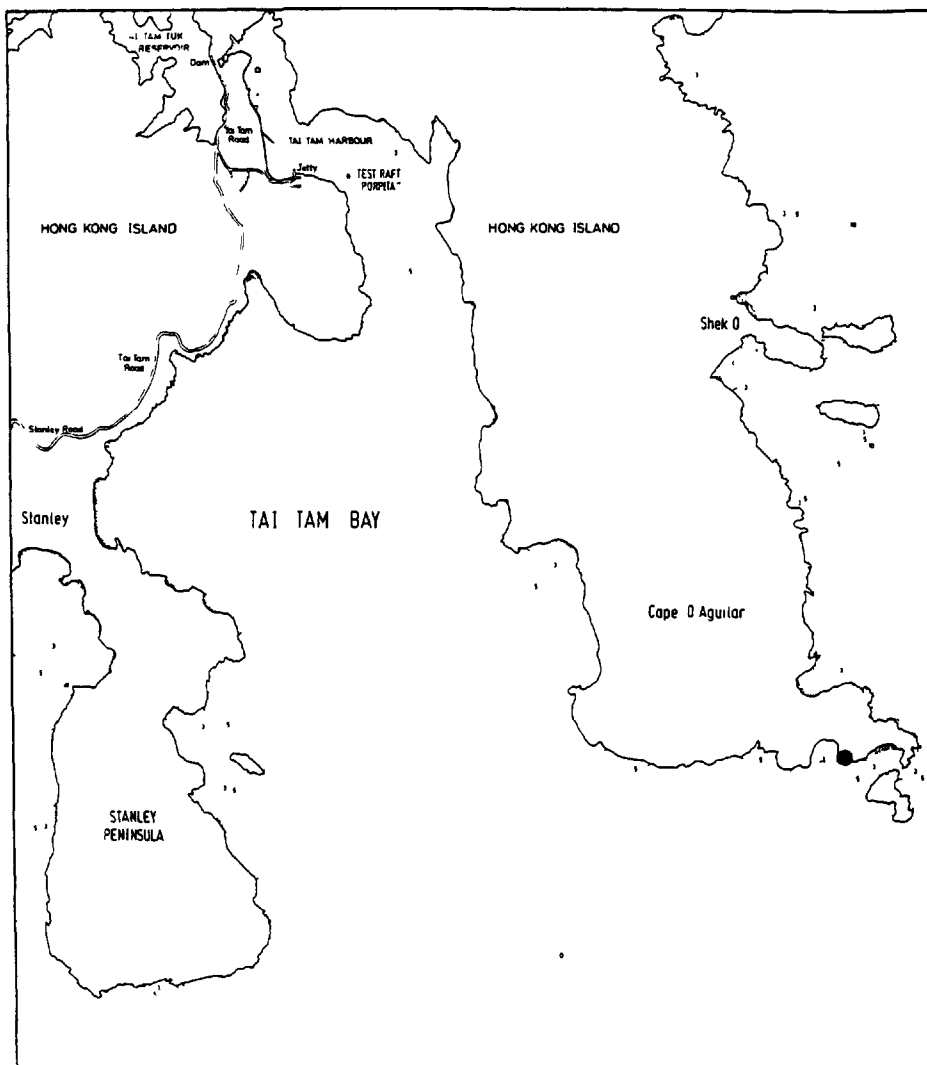 TAM TUK
RESERVOIR
Dam
Tai Tam
Road
TAI TAM HARBOUR
Jetty
TEST RAFT
PORPITA"
HONG KONG ISLAND
HONG KONG ISLAND
Shek O
Tai Tam
Road
Stanley Road
Stanley
TAI TAM BAY
Cape D Aguilar
STANLEY
PENINSULA